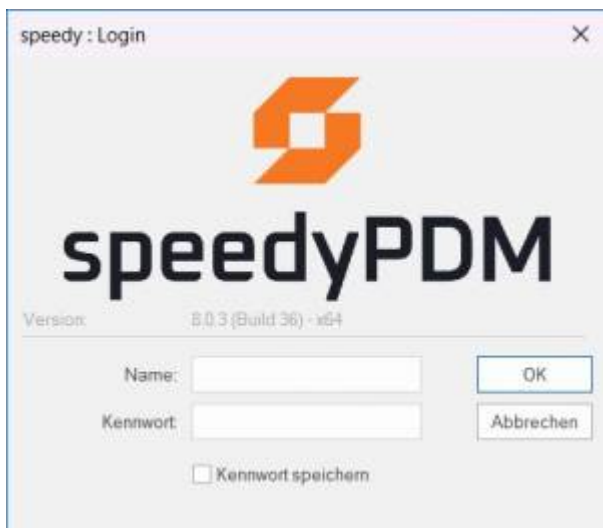 speedy : Login
speedyPDM
Version: 8.0.3 (Build 36) - x64
Name: OK
Kennwort: Abbrechen
Kennwort speichern